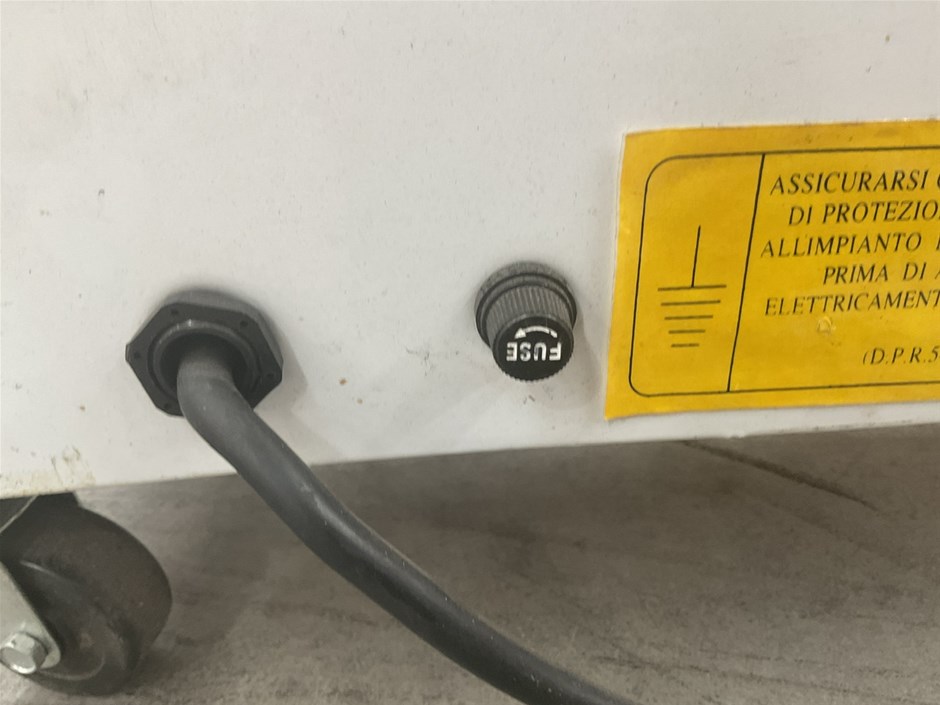 FUSE
ASSICURARSI
DI PROTEZIO
ALLIMPIANTO
PRIMA DI A
ELETTRICAMENT
(D.P.R.5